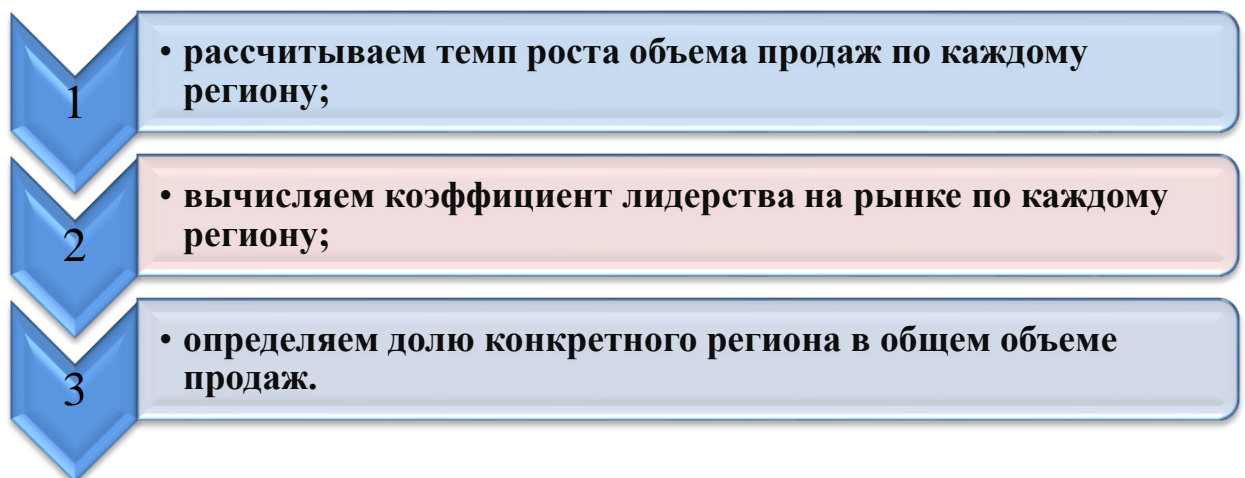 1
• рассчитываем темп роста объема продаж по каждому
региону;
2
• вычисляем коэффициент лидерства на рынке по каждому
региону;
3
• определяем долю конкретного региона в общем объеме
продаж.